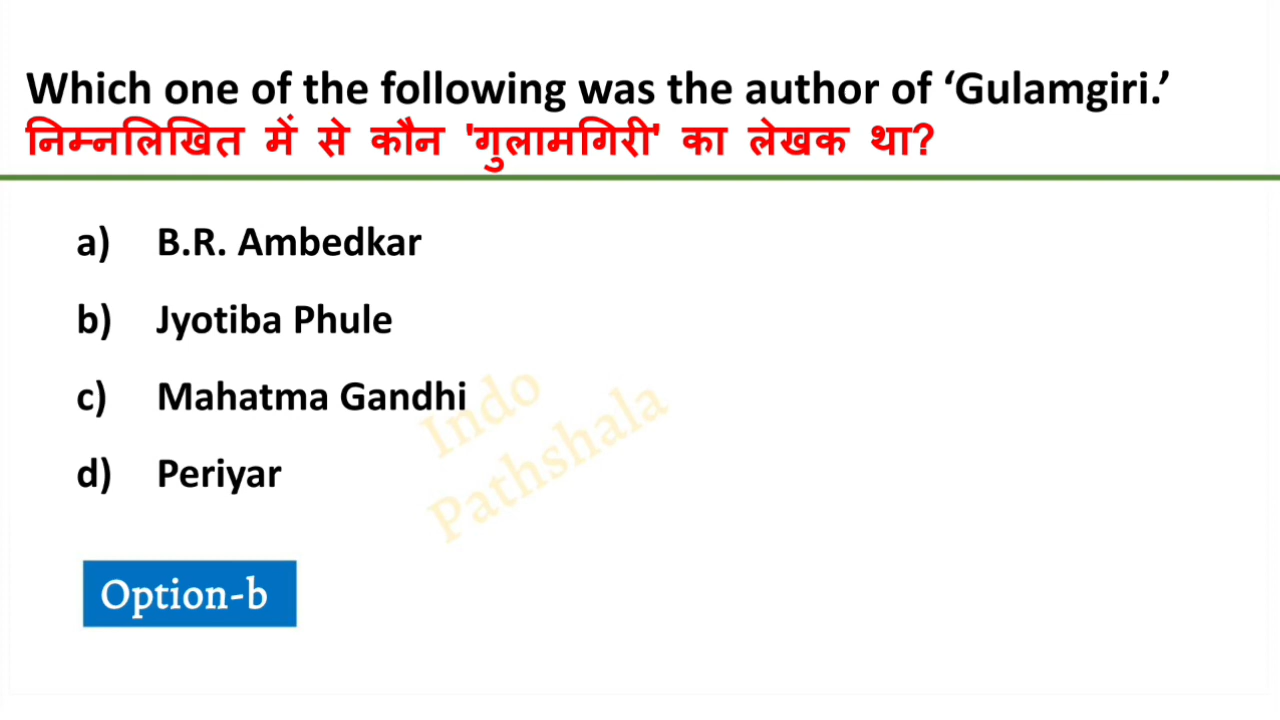 Which one of the following was the author of ‘Gulamgiri.’
निम्नलिखित में से कौन 'गुलामगिरी' का लेखक था?
a) B.R. Ambedkar
b) Jyotiba Phule
c) Mahatma Gandhi
d) Periyar
Indo
Pathshala
Option-b